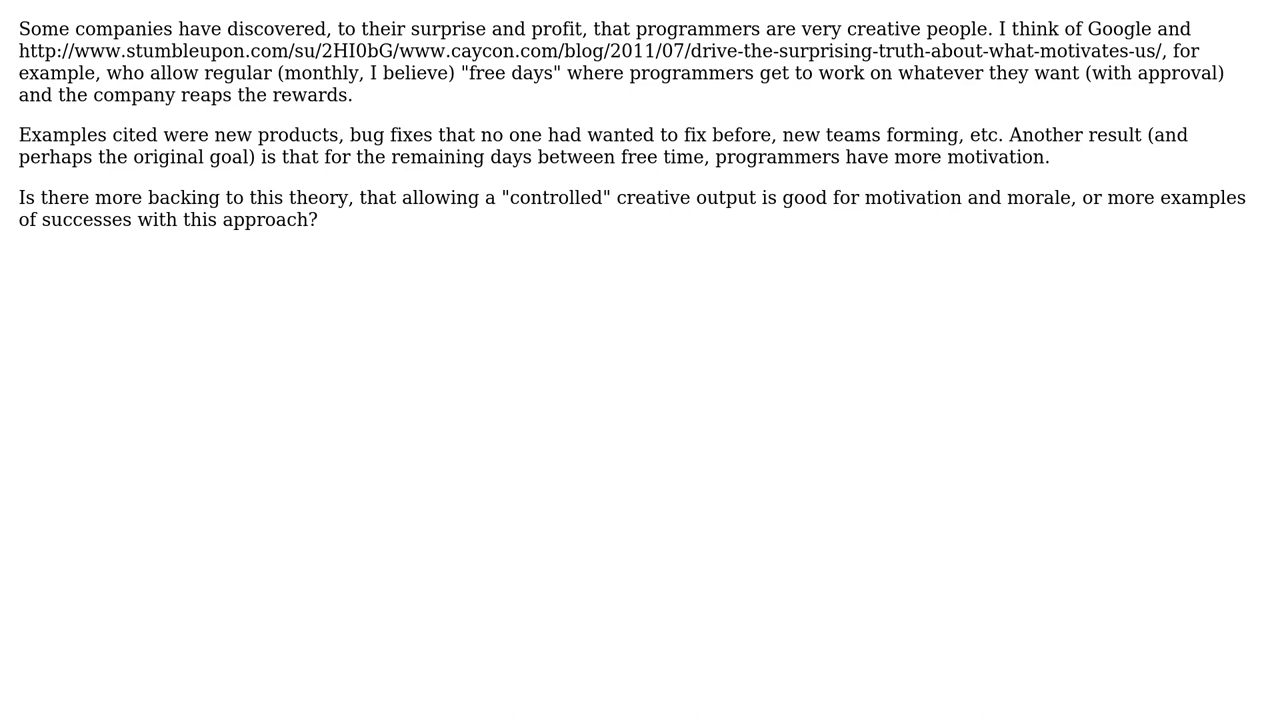 Some companies have discovered, to their surprise and profit, that programmers are very creative people. I think of Google and
http://www.stumbleupon.com/su/2HI0bG/www.caycon.com/blog/2011/07/drive-the-surprising-truth-about-what-motivates-us/, for
example, who allow regular (monthly, I believe) "free days" where programmers get to work on whatever they want (with approval)
and the company reaps the rewards.
Examples cited were new products, bug fixes that no one had wanted to fix before, new teams forming, etc. Another result (and
perhaps the original goal) is that for the remaining days between free time, programmers have more motivation.
Is there more backing to this theory, that allowing a "controlled" creative output is good for motivation and morale, or more examples
of successes with this approach?